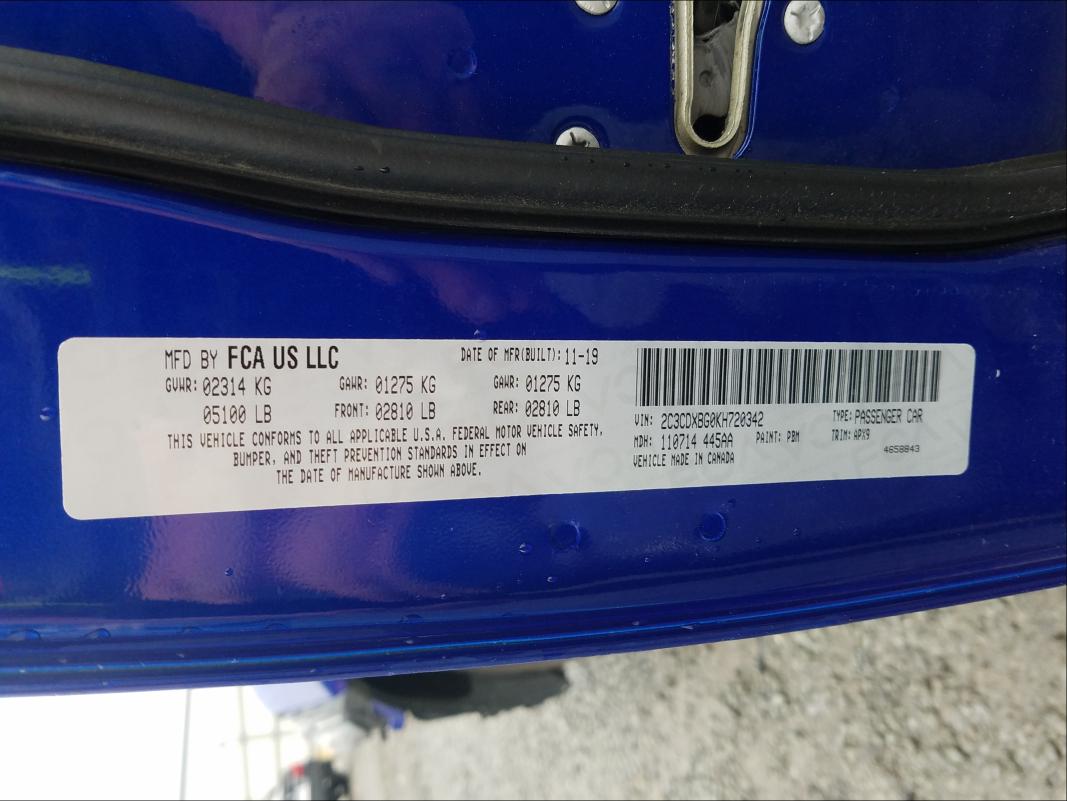 MFD BY FCA US LLC DATE OF MFR(BUILT): 11-19
GVWR: 02314 KG GAWR: 01275 KG GAWR: 01275 KG
05100 LB FRONT: 02810 LB REAR: 02810 LB
THIS VEHICLE CONFORMS TO ALL APPLICABLE U.S.A. FEDERAL MOTOR VEHICLE SAFETY,
BUMPER, AND THEFT PREVENTION STANDARDS IN EFFECT ON
THE DATE OF MANUFACTURE SHOWN ABOVE.
VIN: 2C3CDXBG0KH720342 TYPE: PASSENGER CAR
MDH: 110714 445AA PAINT: PBM TRIM: APX9
VEHICLE MADE IN CANADA 4658843